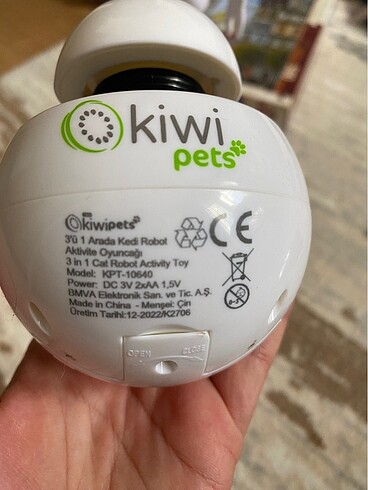 kiwi
pets
kiwipets
3'ü 1 Arada Kedi Robot
Aktivite Oyuncağı
3 in 1 Cat Robot Activity Toy
Model: KPT-10640
Power: DC 3V 2xAA 1,5V
BMVA Elektronik San. ve Tic. A.Ş.
Made in China - Menşei: Çin
Üretim Tarihi:12-2022/K2706
CE
0-3
OPEN
CLOSE